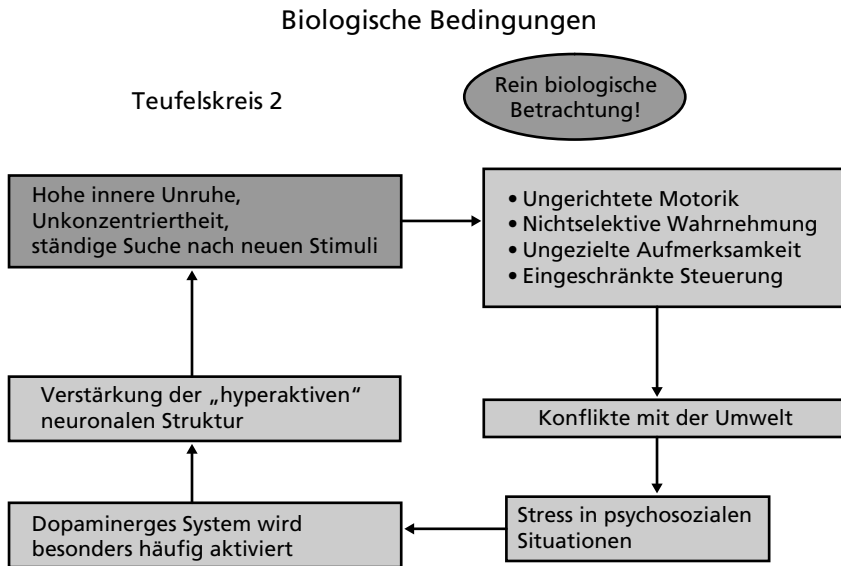 Biologische Bedingungen
Teufelskreis 2
Rein biologische
Betrachtung!
Hohe innere Unruhe,
Unkonzentriertheit,
ständige Suche nach neuen Stimuli
• Ungerichtete Motorik
• Nichtselektive Wahrnehmung
• Ungezielte Aufmerksamkeit
• Eingeschränkte Steuerung
Verstärkung der „hyperaktiven“
neuronalen Struktur
Konflikte mit der Umwelt
Dopaminerges System wird
besonders häufig aktiviert
Stress in psychosozialen
Situationen